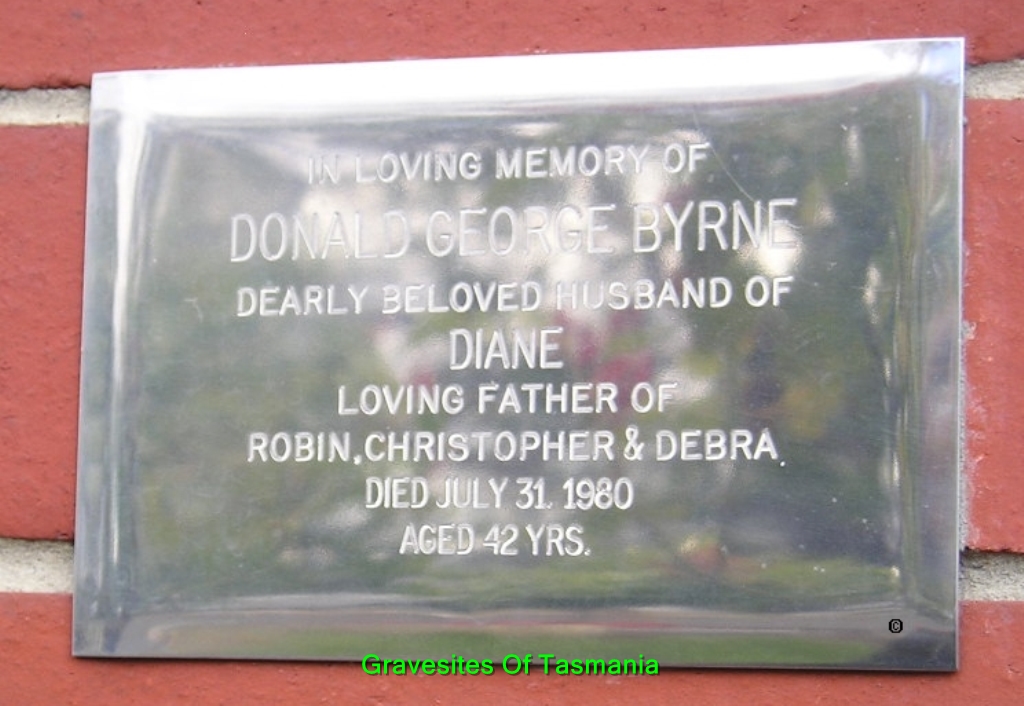 IN LOVING MEMORY OF
DONALD GEORGE BYRNE
DEARLY BELOVED HUSBAND OF
DIANE
LOVING FATHER OF
ROBIN, CHRISTOPHER & DEBRA.
DIED JULY 31. 1980
AGED 42 YRS.
©
Gravesites Of Tasmania